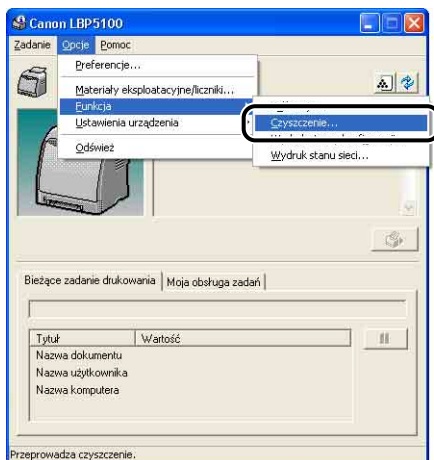 Canon LBP5100
Zadanie Opcje Pomoc
Preferencje...
Materiały eksploatacyjne/liczniki...
Funkcja
Ustawienia urządzenia
Odśwież
Czyszczenie...
Wydruk stanu sieci...
Bieżące zadanie drukowania Moja obsługa zadań
Tytuł Wartość
Nazwa dokumentu
Nazwa użytkownika
Nazwa komputera
Przeprowadza czyszczenie.